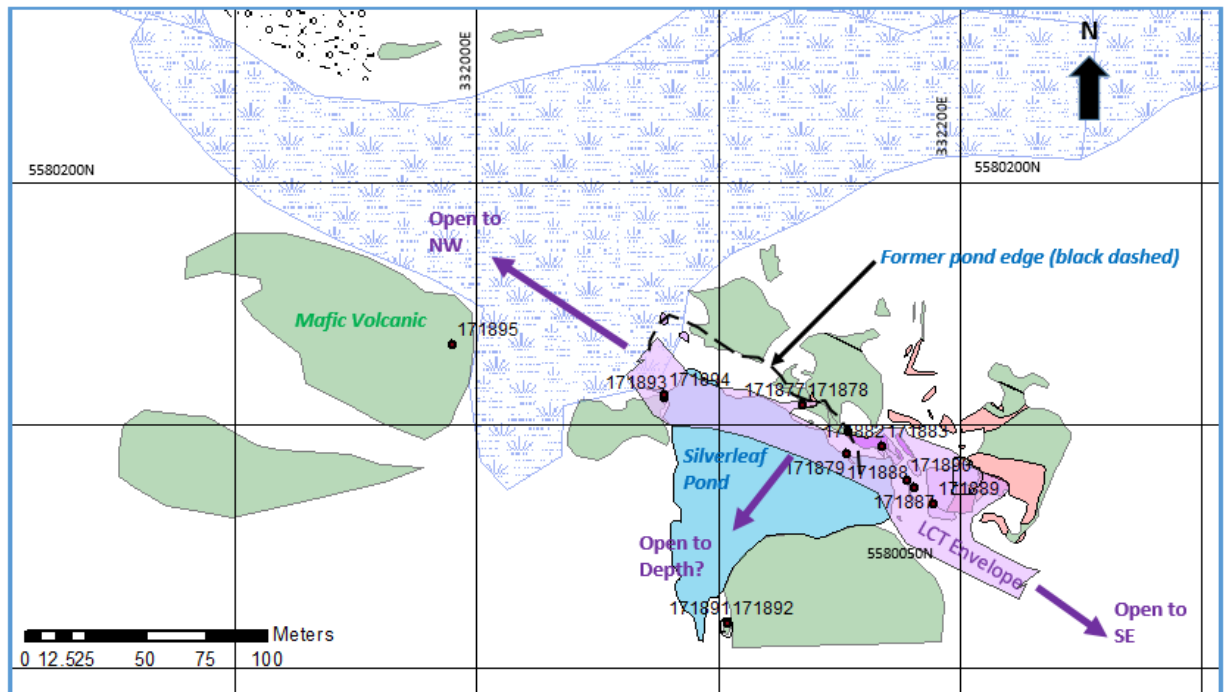 N
332000E
332200E
5580200N
5580200N
Open to
NW
Former pond edge (black dashed)
Mafic Volcanic
171895
171893
171894
171877
171878
171882
171883
Silverleaf
Pond
171879
171888
171890
171887
171889
LCT Envelope
5580050N
Open to
Depth?
171891
171892
Open to
SE
Meters
0 12.525 50 75 100